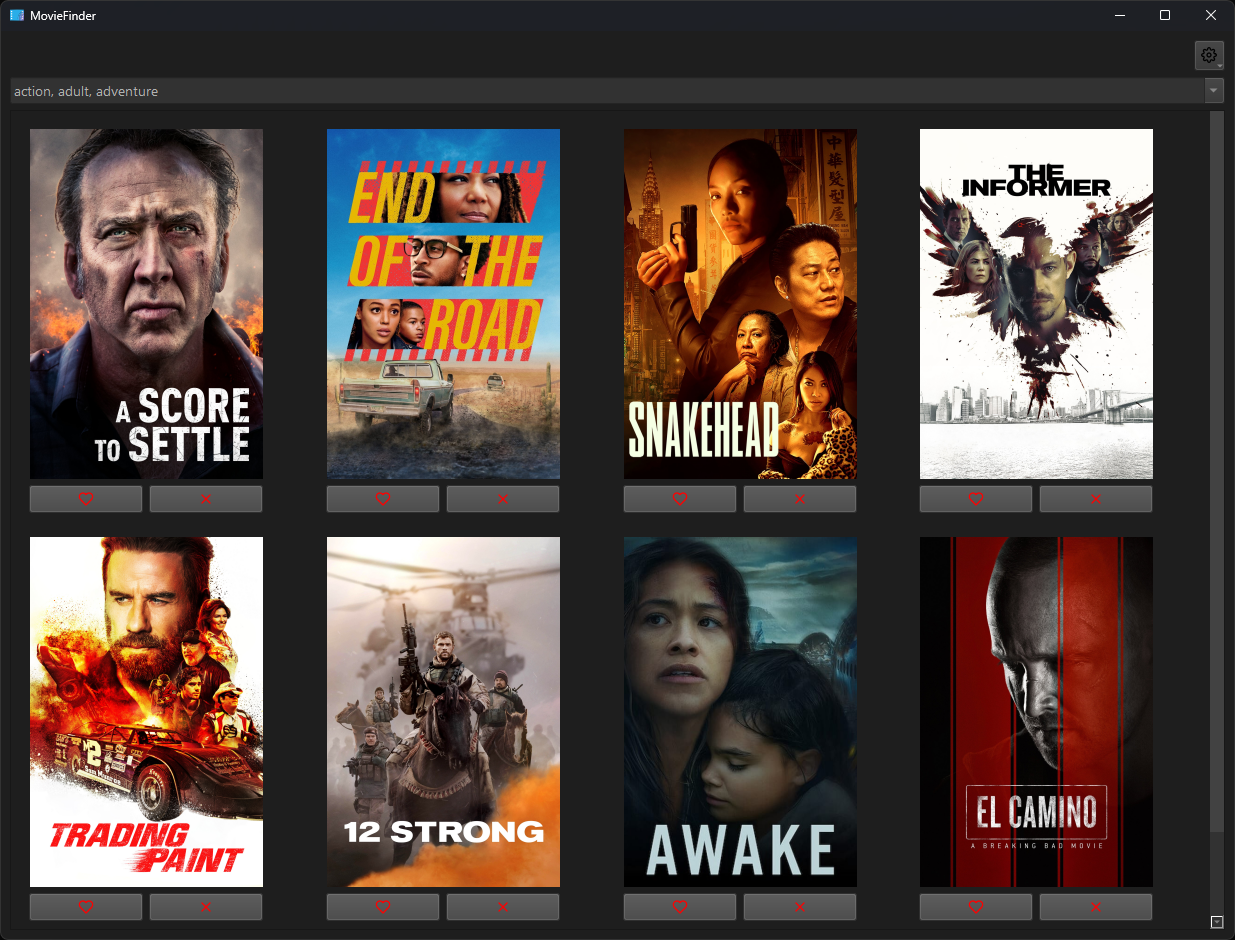 MovieFinder
action, adult, adventure
A SCORE
TO SETTLE
END
OF THE
ROAD
中華髮型屋
SNAKEHEAD
THE
INFORMER
TRADING
PAINT
12 STRONG
AWAKE
EL CAMINO
A BREAKING BAD MOVIE